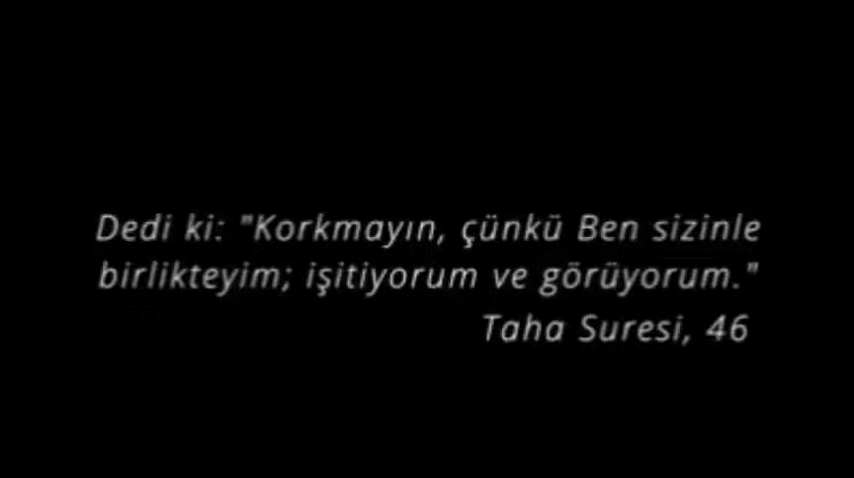 Dedi ki: "Korkmayın, çünkü Ben sizinle
birlikteyim; işitiyorum ve görüyorum."
Taha Suresi, 46